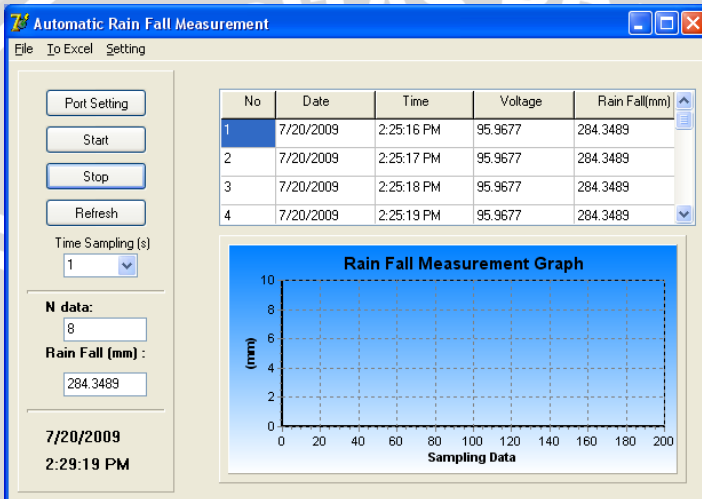 Automatic Rain Fall Measurement
File To Excel Setting
Port Setting
Start
Stop
Refresh
Time Sampling (s)
1
N data:
8
Rain Fall (mm) :
284.3489
7/20/2009
2:29:19 PM
No Date Time Voltage Rain Fall(mm)
1 7/20/2009 2:25:16 PM 95.9677 284.3489
2 7/20/2009 2:25:17 PM 95.9677 284.3489
3 7/20/2009 2:25:18 PM 95.9677 284.3489
4 7/20/2009 2:25:19 PM 95.9677 284.3489
Rain Fall Measurement Graph
(mm)
10
8
6
4
2
0
0 20 40 60 80 100 120 140 160 180 200
Sampling Data